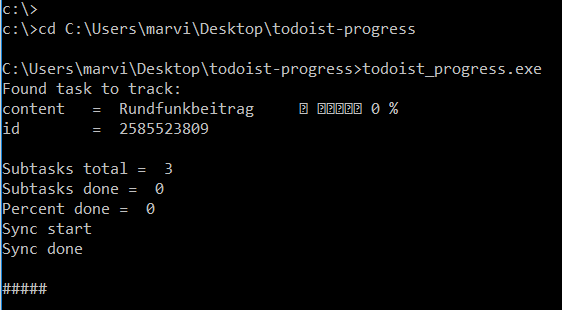 c:\>
c:\>cd C:\Users\marvi\Desktop\todoist-progress
C:\Users\marvi\Desktop\todoist-progress>todoist_progress.exe
Found task to track:
content = Rundfunkbeitrag 0 %
id = 2585523809
Subtasks total = 3
Subtasks done = 0
Percent done = 0
Sync start
Sync done
#####